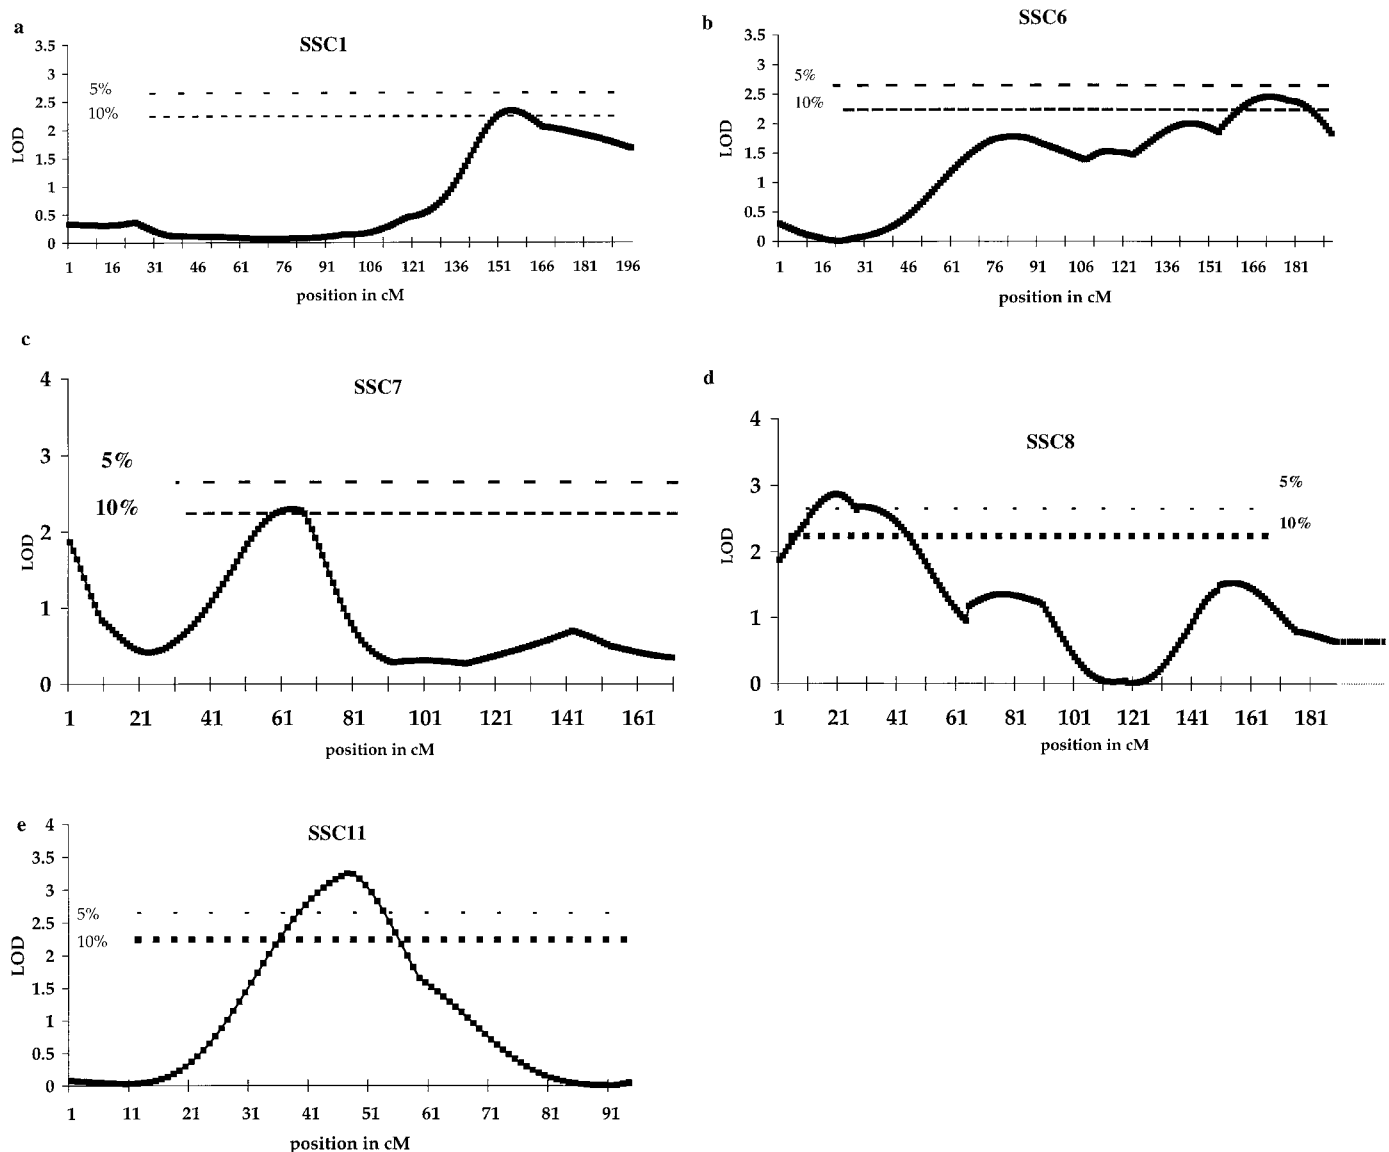 a
SSC1
3.5
3
5%
2.5
10%
2
LOD
1.5
1
0.5
0
1 16 31 46 61 76 91 106 121 136 151 166 181 196
position in cM
b
SSC6
3.5
3
5%
2.5
10%
2
LOD
1.5
1
0.5
0
1 16 31 46 61 76 91 106 121 136 151 166 181
position in cM
c
SSC7
4
3
5%
10%
2
LOD
1
0
1 21 41 61 81 101 121 141 161
position in cM
d
SSC8
4
3
5%
10%
2
LOD
1
0
1 21 41 61 81 101 121 141 161 181
position in cM
e
SSC11
4
3.5
3
5%
2.5
10%
2
LOD
1.5
1
0.5
0
1 11 21 31 41 51 61 71 81 91
position in cM